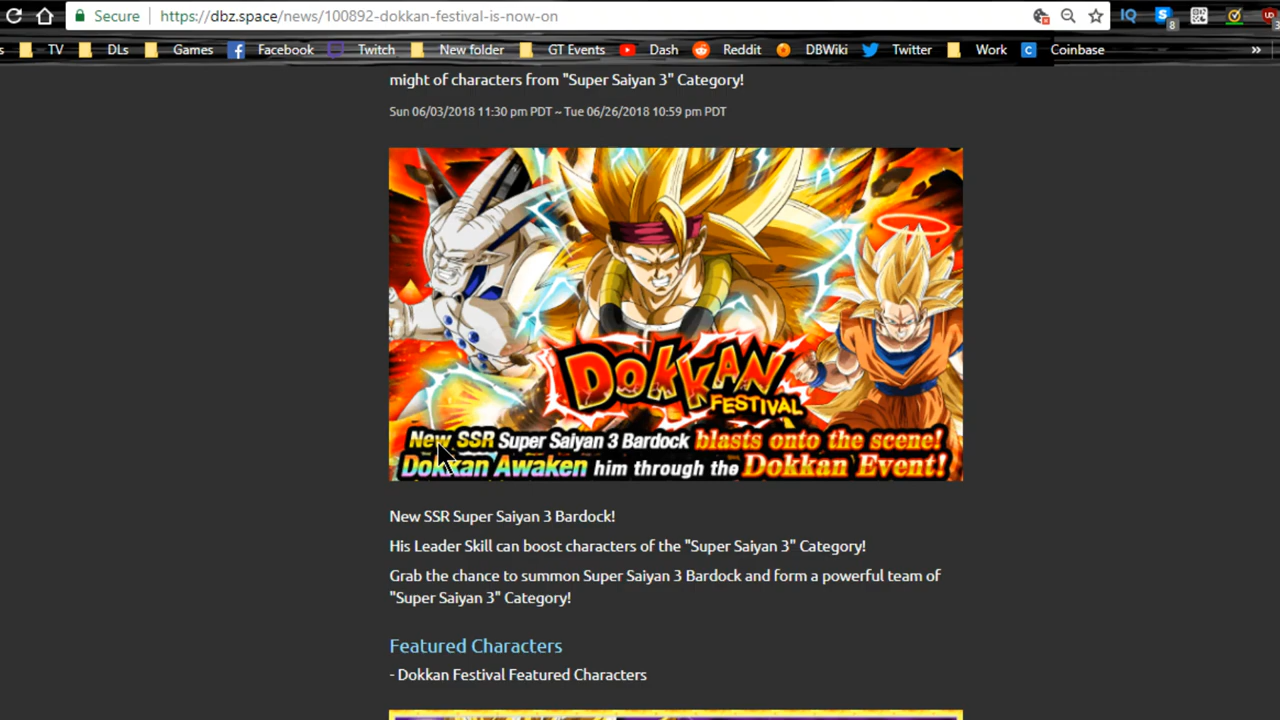 Secure https://dbz.space/news/100892-dokkan-festival-is-now-on IQ 8 UD
s TV DLs Games Facebook Twitch New folder GT Events Dash Reddit DBWiki Twitter Work C Coinbase »
might of characters from "Super Saiyan 3" Category!
Sun 06/03/2018 11:30 pm PDT ~ Tue 06/26/2018 10:59 pm PDT
DOKKAN
FESTIVAL
New SSR Super Saiyan 3 Bardock blasts onto the scene!
Dokkan Awaken him through the Dokkan Event!
New SSR Super Saiyan 3 Bardock!
His Leader Skill can boost characters of the "Super Saiyan 3" Category!
Grab the chance to summon Super Saiyan 3 Bardock and form a powerful team of
"Super Saiyan 3" Category!
Featured Characters
- Dokkan Festival Featured Characters